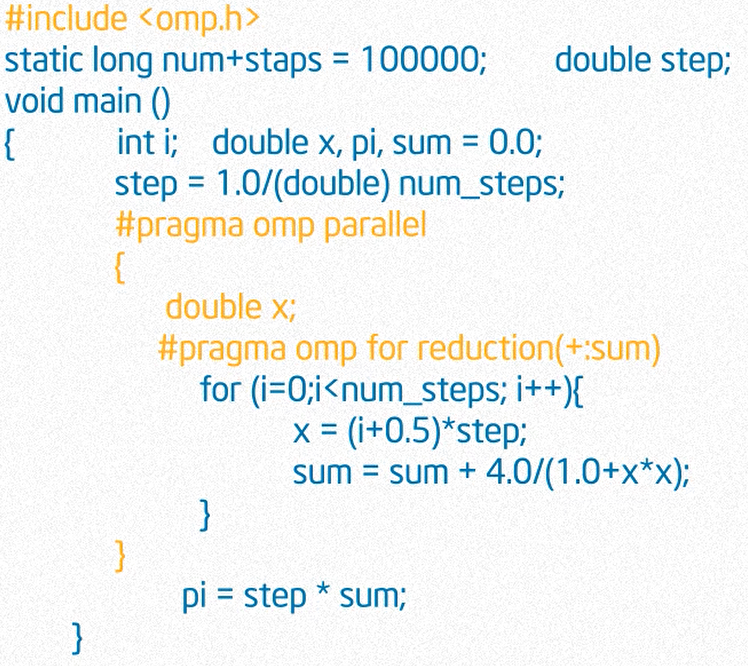 #include <omp.h>
static long num+staps = 100000; double step;
void main ()
{ int i; double x, pi, sum = 0.0;
step = 1.0/(double) num_steps;
#pragma omp parallel
{
double x;
#pragma omp for reduction(+:sum)
for (i=0;i<num_steps; i++){
x = (i+0.5)*step;
sum = sum + 4.0/(1.0+x*x);
}
}
pi = step * sum;
}